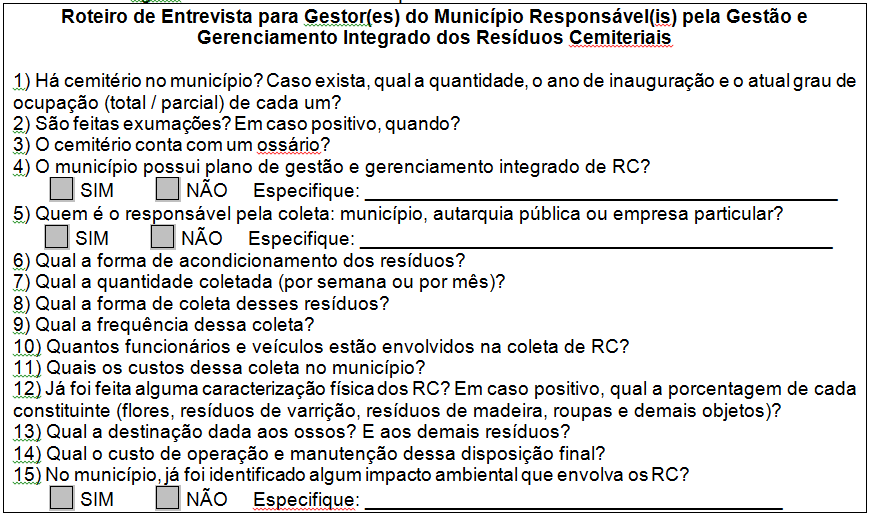 Roteiro de Entrevista para Gestor(es) do Município Responsável(is) pela Gestão e
Gerenciamento Integrado dos Resíduos Cemiteriais
1) Há cemitério no município? Caso exista, qual a quantidade, o ano de inauguração e o atual grau de
ocupação (total / parcial) de cada um?
2) São feitas exumações? Em caso positivo, quando?
3) O cemitério conta com um ossário?
4) O município possui plano de gestão e gerenciamento integrado de RC?
SIM NÃO Especifique: ___________________________________________
5) Quem é o responsável pela coleta: município, autarquia pública ou empresa particular?
SIM NÃO Especifique: ___________________________________________
6) Qual a forma de acondicionamento dos resíduos?
7) Qual a quantidade coletada (por semana ou por mês)?
8) Qual a forma de coleta desses resíduos?
9) Qual a frequência dessa coleta?
10) Quantos funcionários e veículos estão envolvidos na coleta de RC?
11) Quais os custos dessa coleta no município?
12) Já foi feita alguma caracterização física dos RC? Em caso positivo, qual a porcentagem de cada
constituinte (flores, resíduos de varrição, resíduos de madeira, roupas e demais objetos)?
13) Qual a destinação dada aos ossos? E aos demais resíduos?
14) Qual o custo de operação e manutenção dessa disposição final?
15) No município, já foi identificado algum impacto ambiental que envolva os RC?
SIM NÃO Especifique: ______________________________________